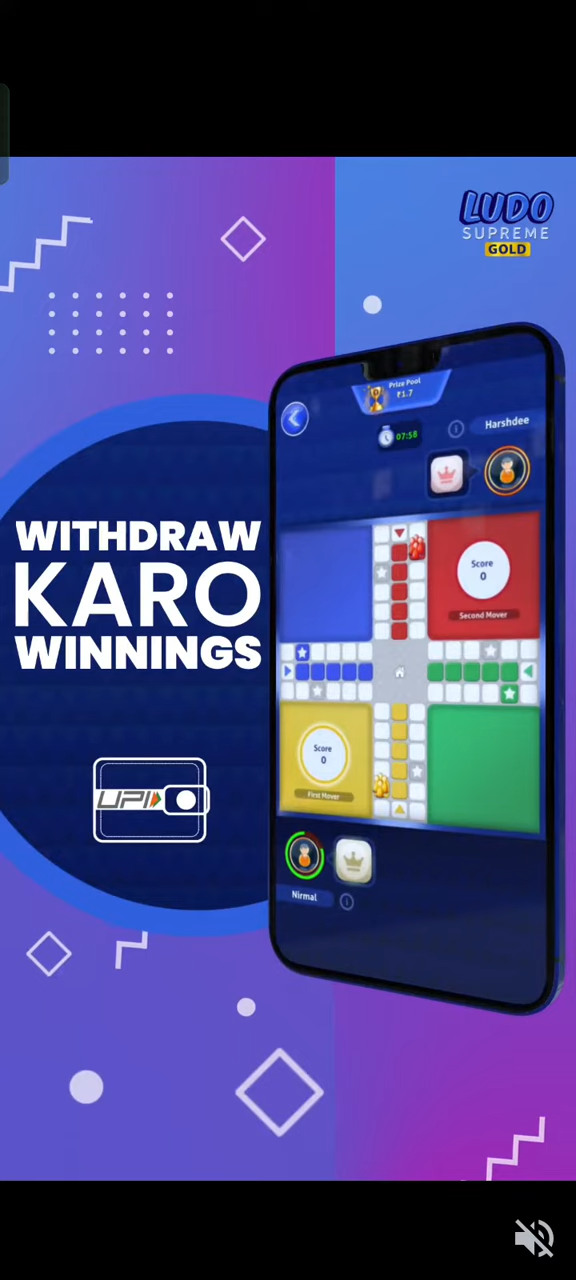 LUDO
SUPREME
GOLD
Prize Pool
₹1.7
07:58
Harshdee
WITHDRAW
KARO
WINNINGS
Score
0
Second Mover
Score
0
First Mover
UPI
Nirmal